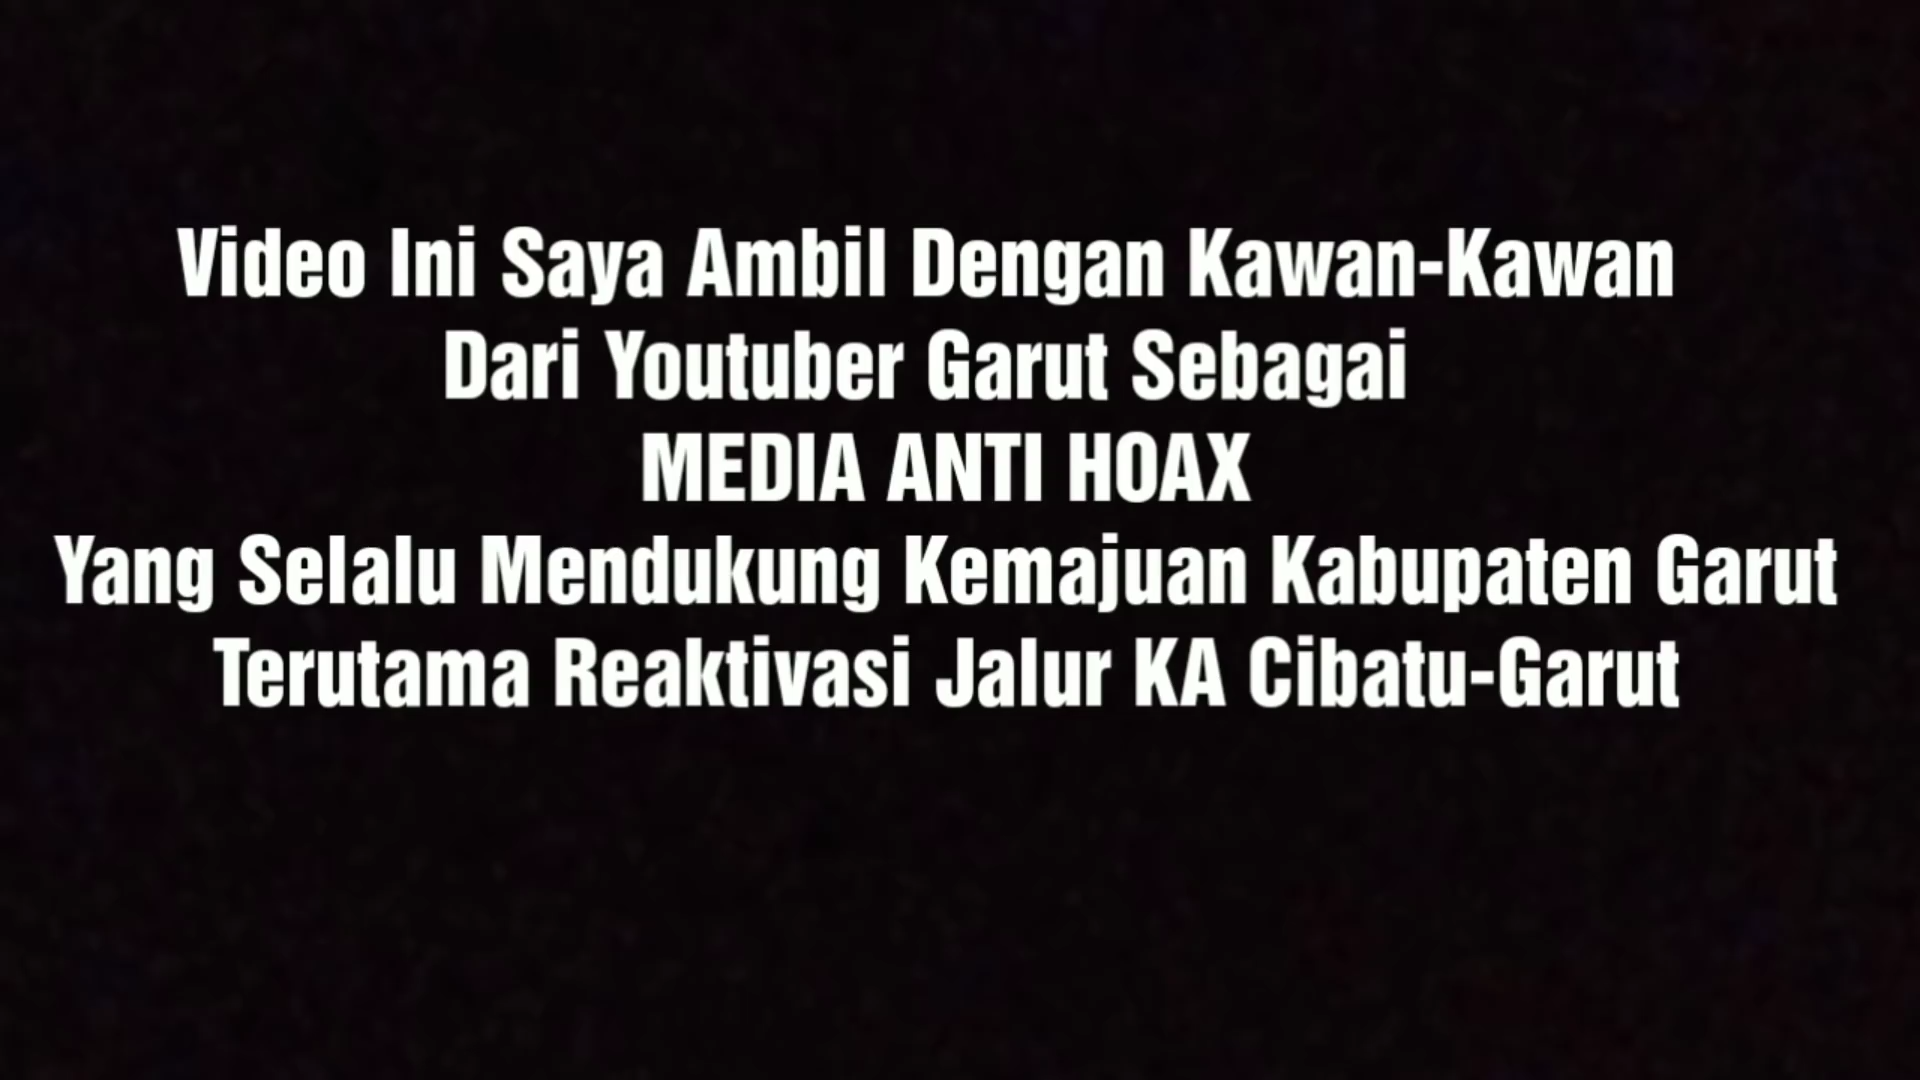 Video Ini Saya Ambil Dengan Kawan-Kawan
Dari Youtuber Garut Sebagai
MEDIA ANTI HOAX
Yang Selalu Mendukung Kemajuan Kabupaten Garut
Terutama Reaktivasi Jalur KA Cibatu-Garut